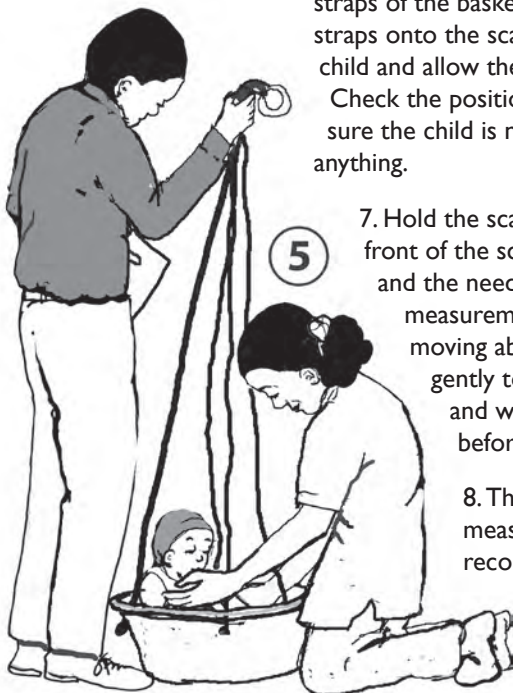 straps of the baske
straps onto the sca
child and allow the
Check the positio
sure the child is n
anything.
7. Hold the sca
front of the sc
5
and the need
measurem
moving ab
gently to
and w
befor
8. Th
meas
reco